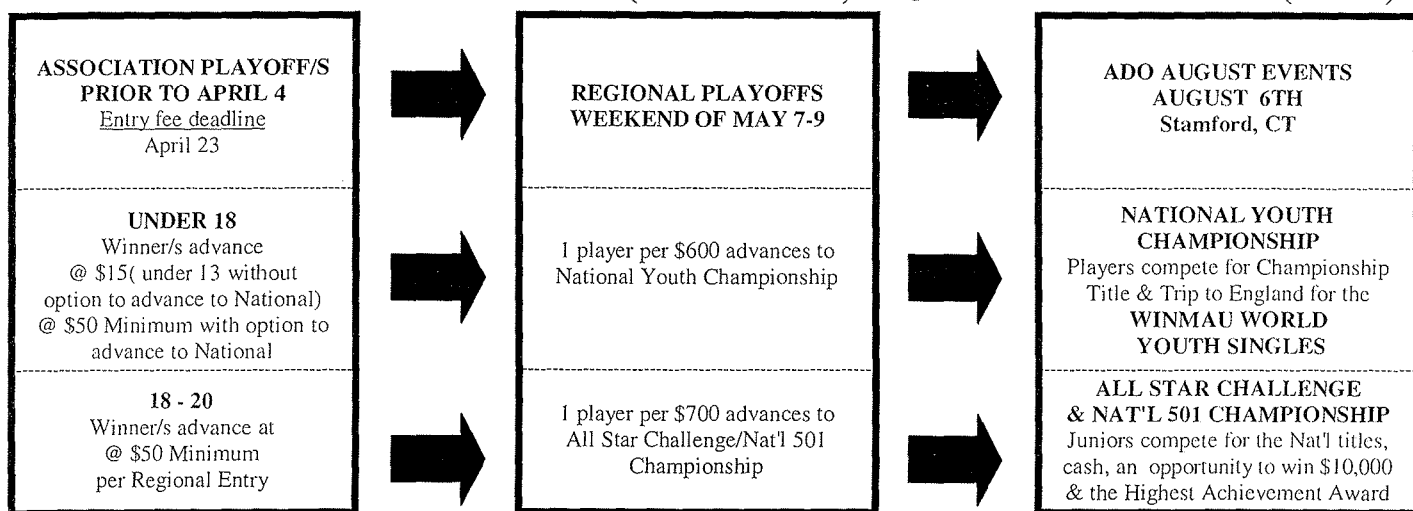 ASSOCIATION PLAYOFF/S
PRIOR TO APRIL 4
Entry fee deadline
April 23
REGIONAL PLAYOFFS
WEEKEND OF MAY 7-9
ADO AUGUST EVENTS
AUGUST 6TH
Stamford, CT
UNDER 18
Winner/s advance
@ $15( under 13 without
option to advance to National)
@ $50 Minimum with option to
advance to National
1 player per $600 advances to
National Youth Championship
NATIONAL YOUTH
CHAMPIONSHIP
Players compete for Championship
Title & Trip to England for the
WINMAU WORLD
YOUTH SINGLES
18 - 20
Winner/s advance at
@ $50 Minimum
per Regional Entry
1 player per $700 advances to
All Star Challenge/Nat'l 501
Championship
ALL STAR CHALLENGE
& NAT'L 501 CHAMPIONSHIP
Juniors compete for the Nat'l titles,
cash, an opportunity to win $10,000
& the Highest Achievement Award